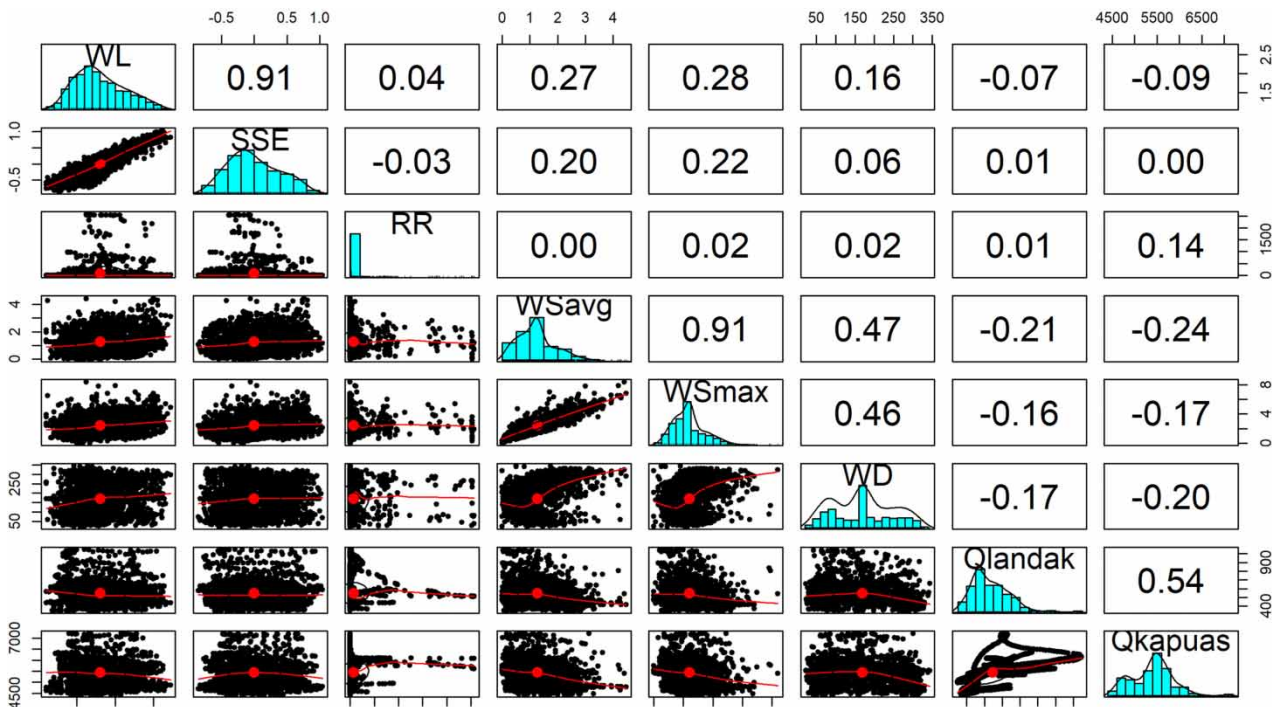 -0.5 0.5 1.0 0 1 2 3 4 50 150 350 4500 5500 6500
WL 0.91 0.04 0.27 0.28 0.16 -0.07 -0.09 1.5 2.5
-0.5 1.0 SSE -0.03 0.20 0.22 0.06 0.01 0.00
RR 0.00 0.02 0.02 0.01 0.14 0 1500
0 2 4 WSavg 0.91 0.47 -0.21 -0.24
WSmax 0.46 -0.16 -0.17 0 4 8
50 250 WD -0.17 -0.20
Qlandak 0.54 400 900
4500 7000 Qkapuas